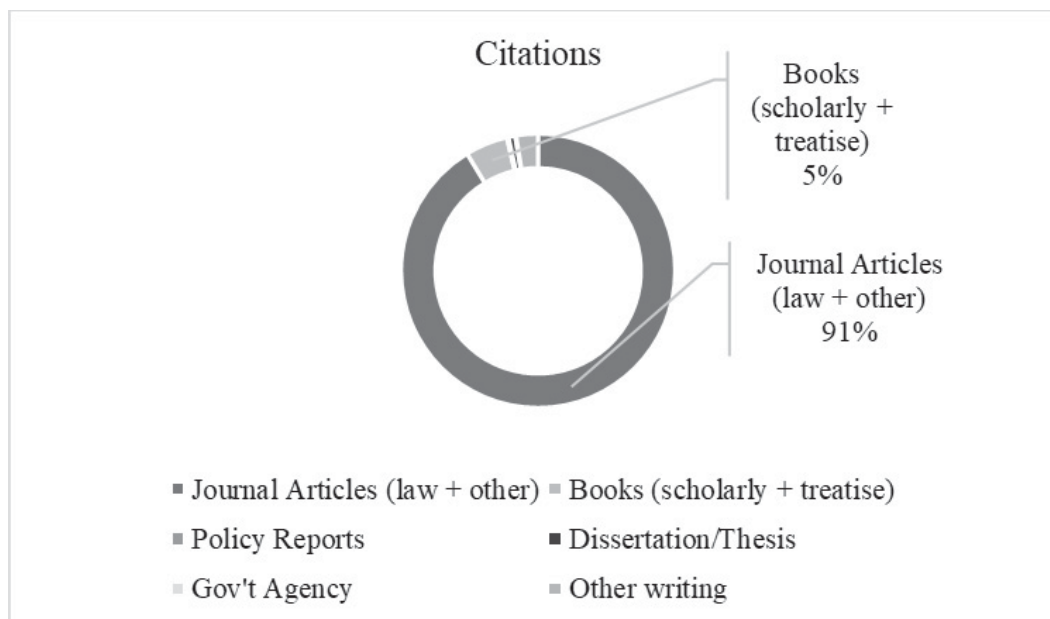 Citations
Books
(scholarly +
treatise)
5%
Journal Articles
(law + other)
91%
Journal Articles (law + other)
Books (scholarly + treatise)
Policy Reports
Dissertation/Thesis
Gov't Agency
Other writing